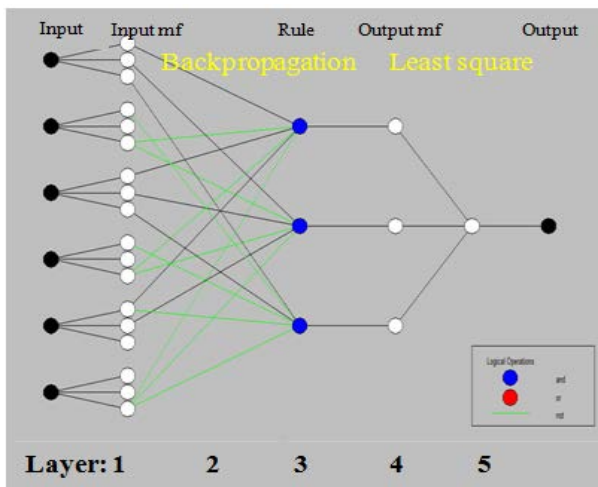 Input Input mf Rule Output mf Output
Backpropagation Least square
Logical Operations
and
or
not
Layer: 1 2 3 4 5